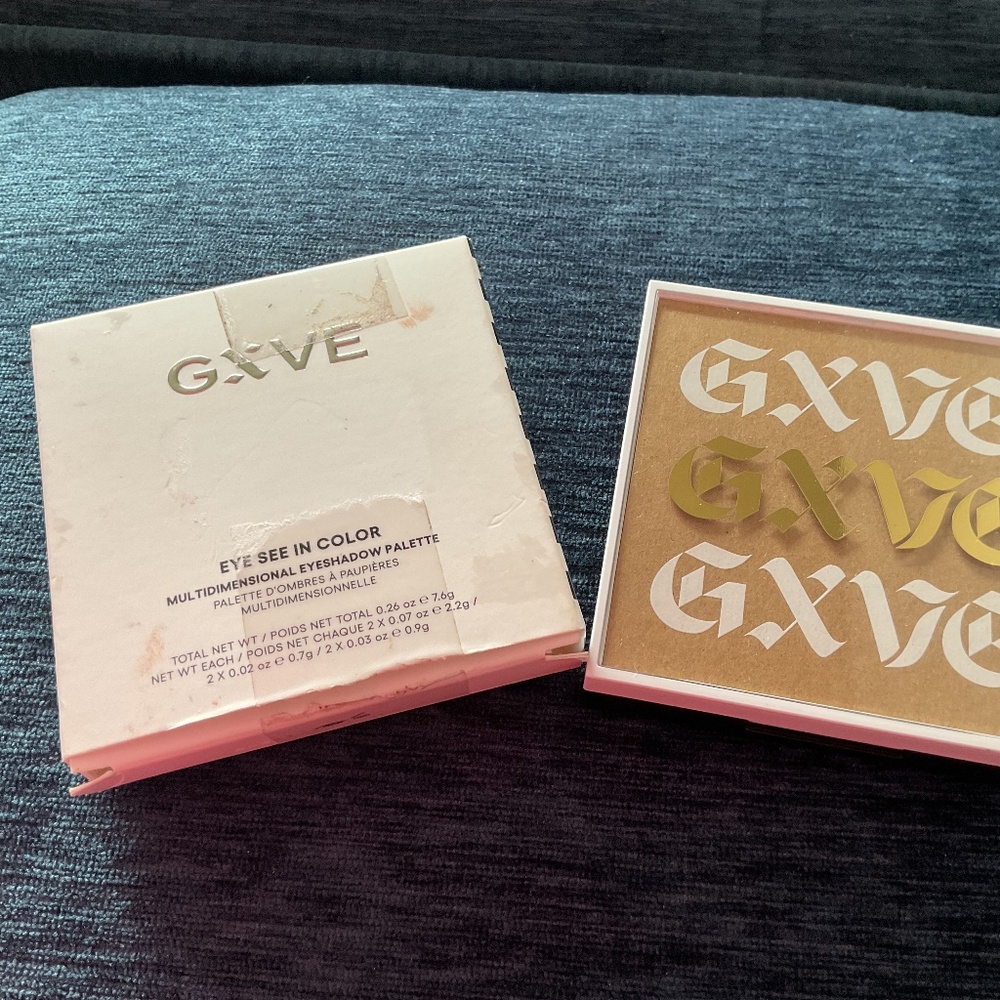 GXVE
EYE SEE IN COLOR
MULTIDIMENSIONAL EYESHADOW PALETTE
PALETTE D'OMBRES À PAUPIÈRES
MULTIDIMENSIONNELLE
TOTAL NET WT / POIDS NET TOTAL 0.26 oz ℮ 7.6g
NET WT EACH / POIDS NET CHAQUE 2 X 0.07 oz ℮ 2.2g /
2 X 0.02 oz ℮ 0.7g / 2 X 0.03 oz ℮ 0.9g
GXVE
GXVE
GXVE